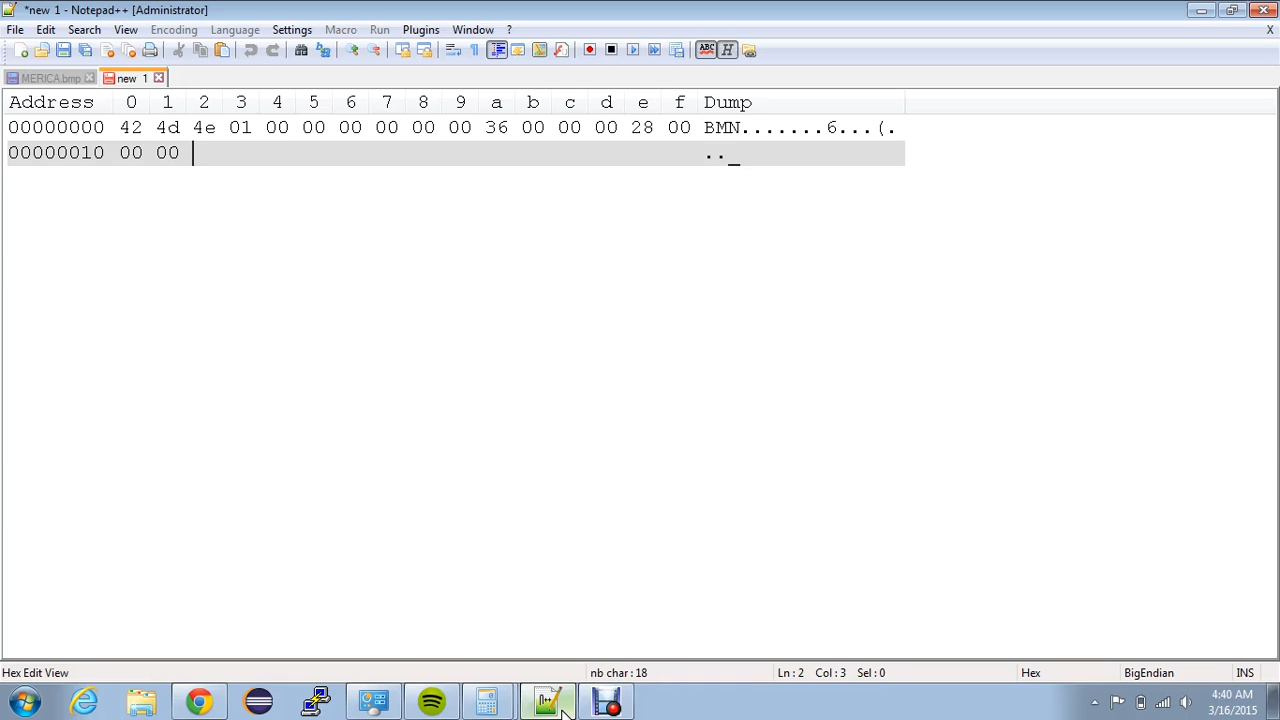 *new 1 - Notepad++ [Administrator]
File Edit Search View Encoding Language Settings Macro Run Plugins Window ? X
ABC H
MERICA.bmp new 1
Address 0 1 2 3 4 5 6 7 8 9 a b c d e f Dump
00000000 42 4d 4e 01 00 00 00 00 00 00 36 00 00 00 28 00 BMN.......6...(.
00000010 00 00 .._
Hex Edit View nb char : 18 Ln : 2 Col : 3 Sel : 0 Hex BigEndian INS
4:40 AM
3/16/2015